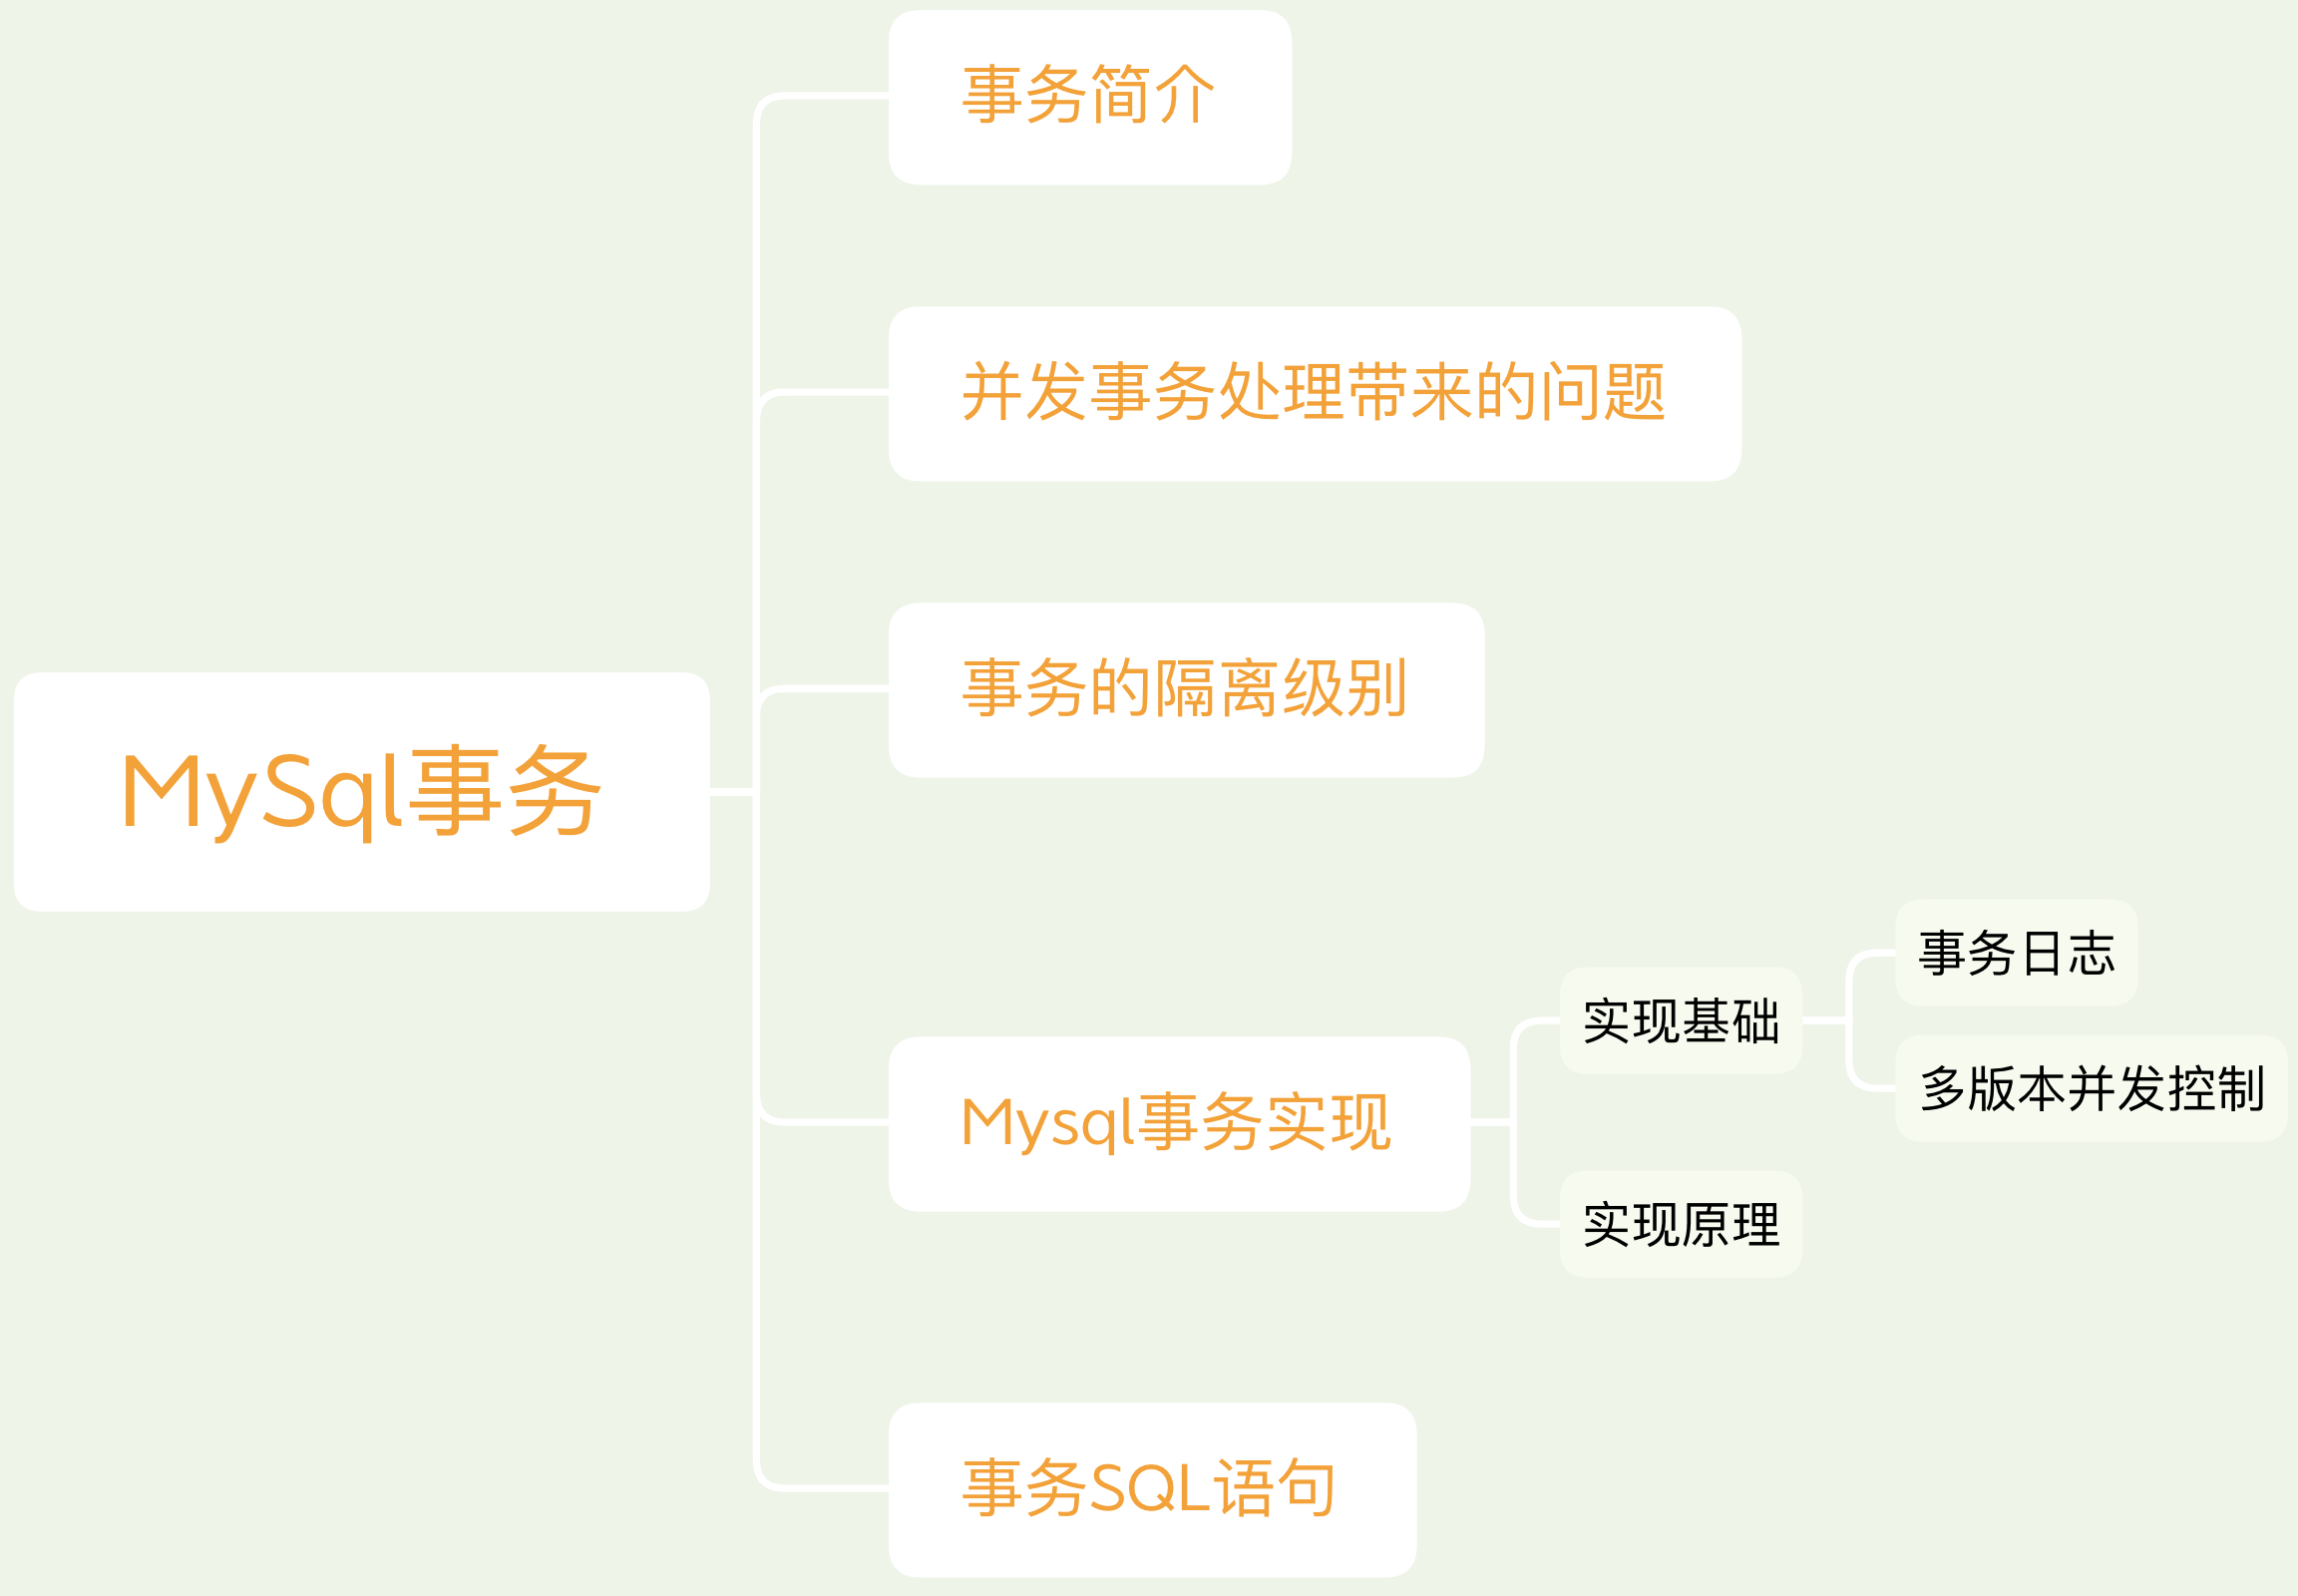 事务简介
并发事务处理带来的问题
事务的隔离级别
MySql事务
事务日志
实现基础
多版本井发控制
Mysql事务实现
实现原理
事务SQL语句